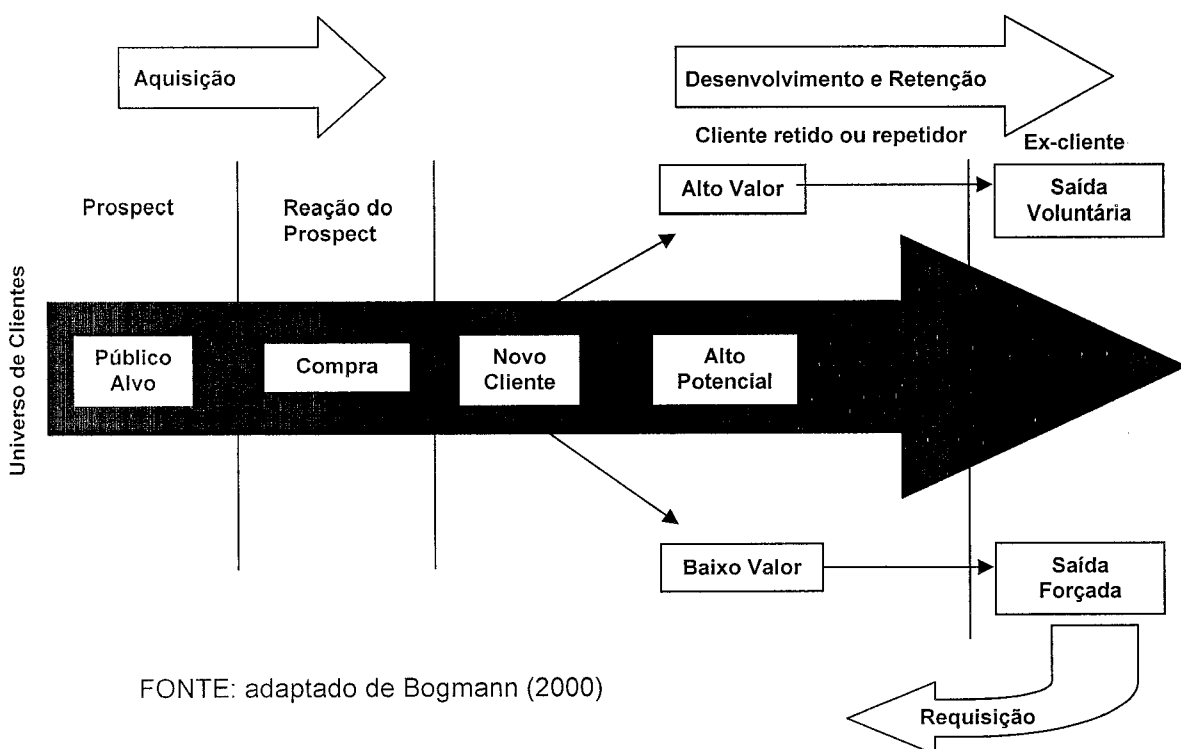 Aquisição
Desenvolvimento e Retenção
Cliente retido ou repetidor
Ex-cliente
Prospect
Reação do
Prospect
Alto Valor
Saída
Voluntária
Universo de Clientes
Público
Alvo
Compra
Novo
Cliente
Alto
Potencial
Baixo Valor
Saída
Forçada
FONTE: adaptado de Bogmann (2000)
Requisição